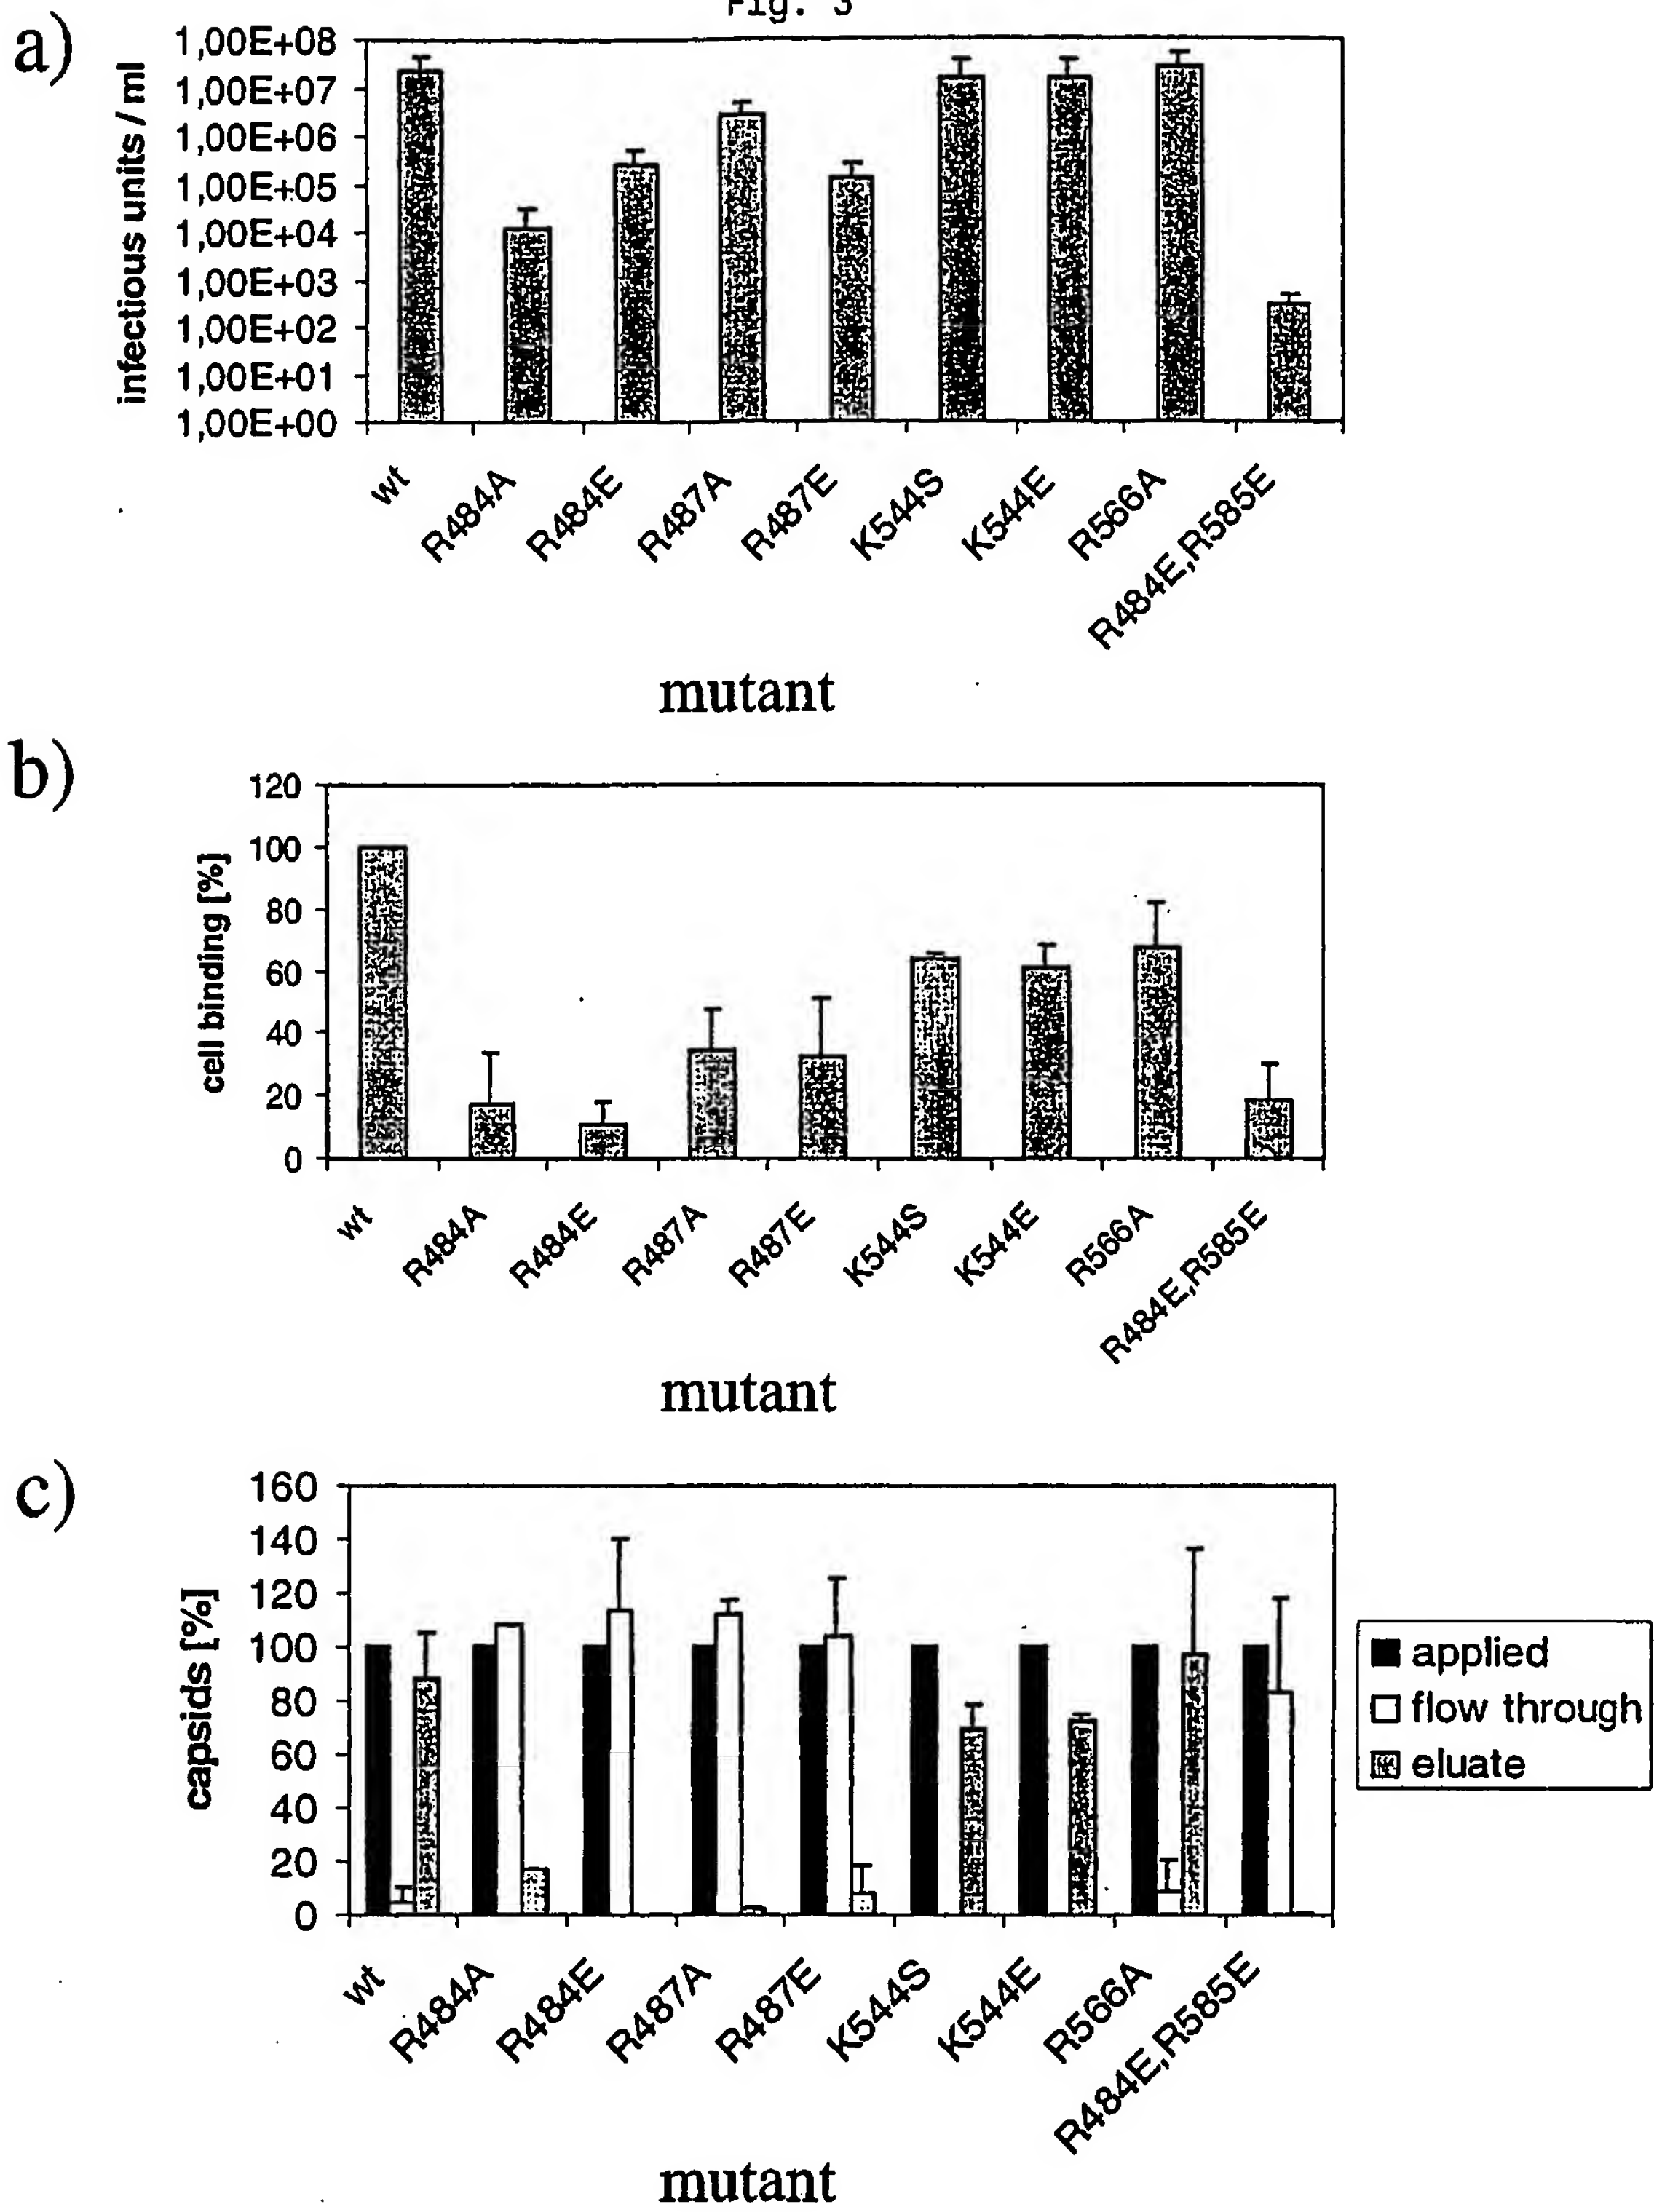 Fig. 3
a)
infectious units / ml
1,00E+08
1,00E+07
1,00E+06
1,00E+05
1,00E+04
1,00E+03
1,00E+02
1,00E+01
1,00E+00
wt
R484A
R484E
R487A
R487E
K544S
K544E
R566A
R484E,R585E
mutant
b)
cell binding [%]
120
100
80
60
40
20
0
wt
R484A
R484E
R487A
R487E
K544S
K544E
R566A
R484E,R585E
mutant
c)
capsids [%]
160
140
120
100
80
60
40
20
0
wt
R484A
R484E
R487A
R487E
K544S
K544E
R566A
R484E,R585E
applied
flow through
eluate
mutant